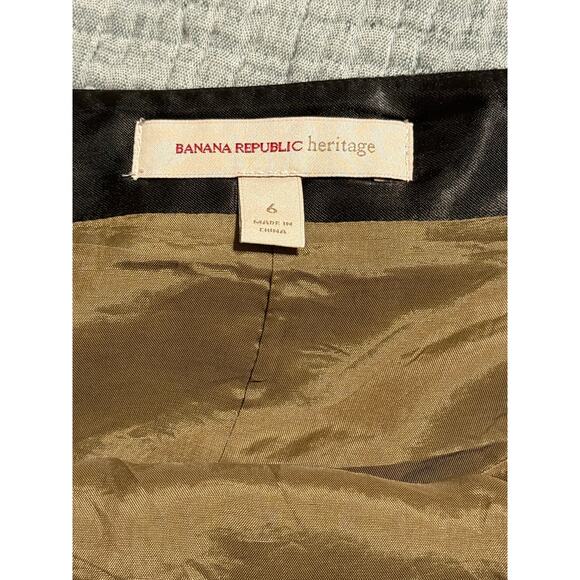 BANANA REPUBLIC heritage
6
MADE IN
CHINA